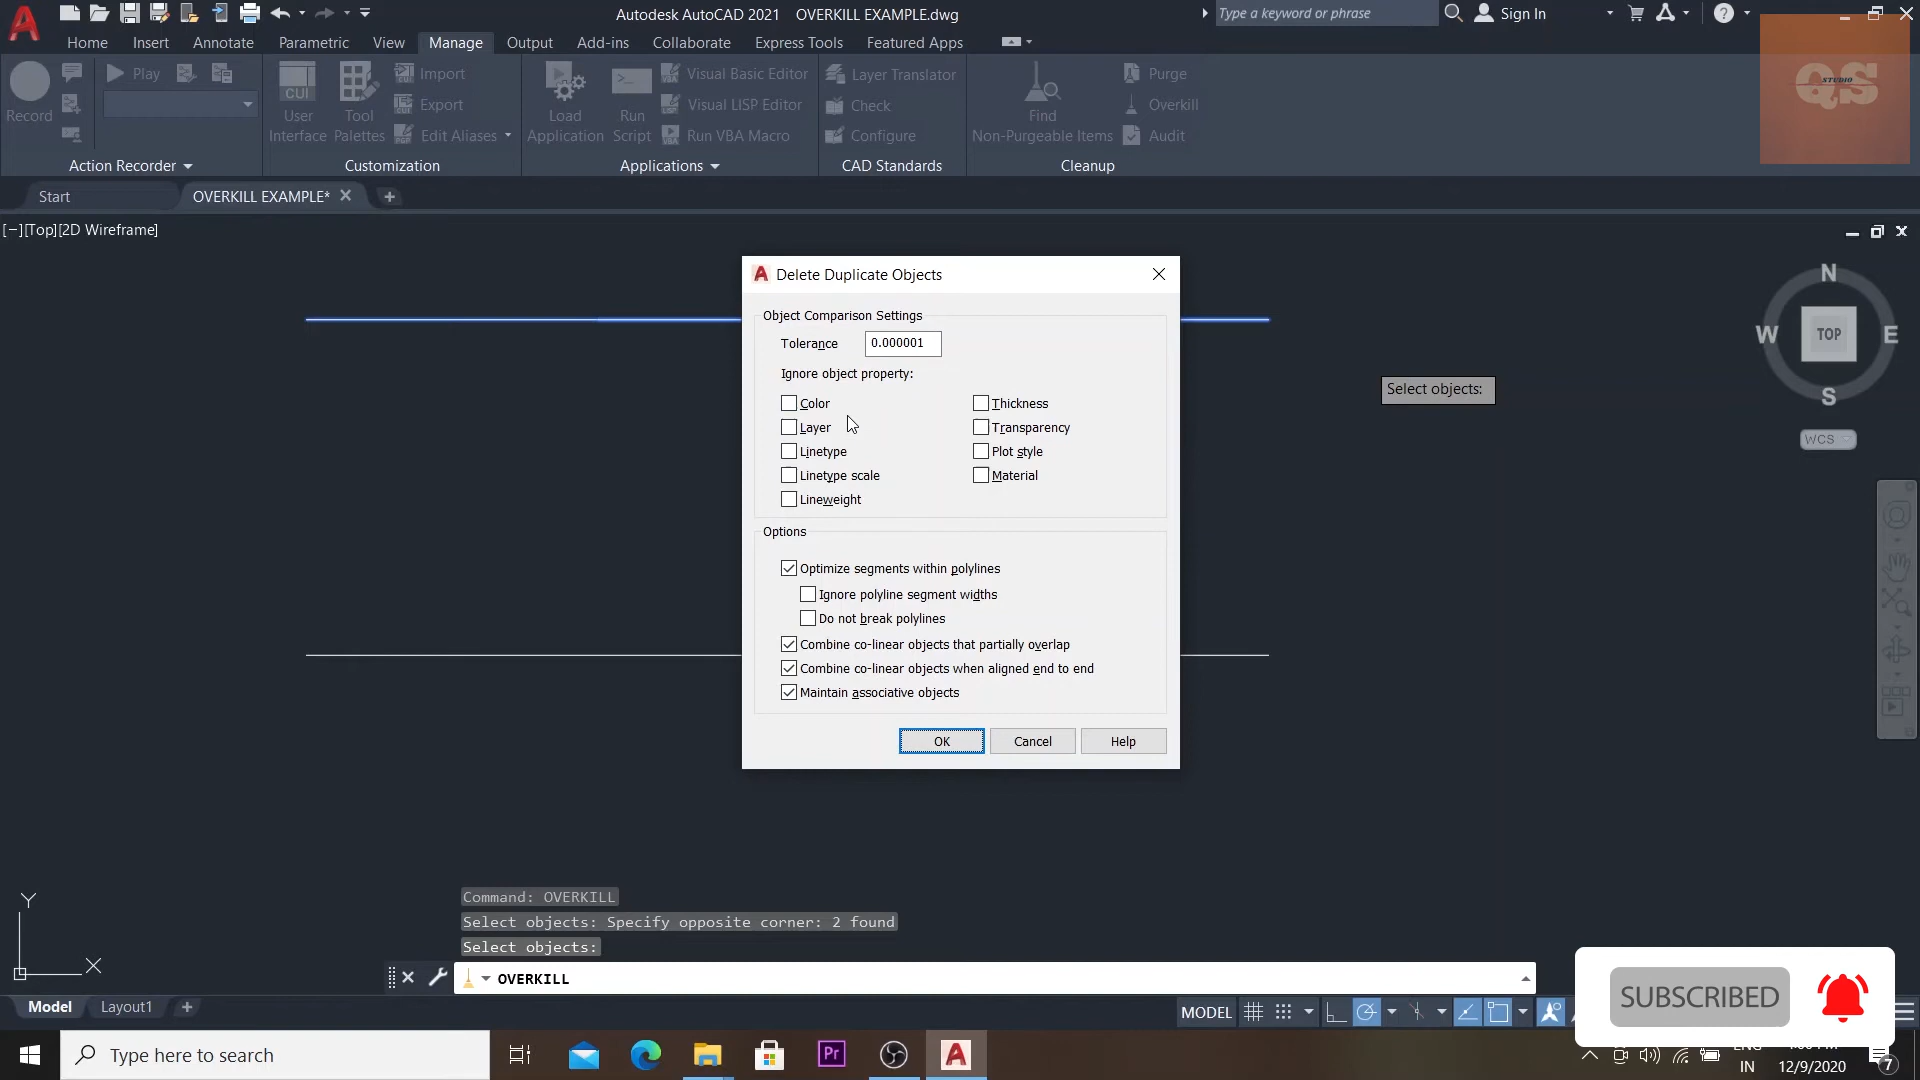 Autodesk AutoCAD 2021 OVERKILL EXAMPLE.dwg
Type a keyword or phrase
Sign In
Home Insert Annotate Parametric View Manage Output Add-ins Collaborate Express Tools Featured Apps
Record
Play
CUI
User
Interface
Tool
Palettes
Import
Export
Edit Aliases
Load
Application
Run
Script
Visual Basic Editor
Visual LISP Editor
Run VBA Macro
Layer Translator
Check
Configure
Find
Non-Purgeable Items
Purge
Overkill
Audit
STUDIO
QS
Action Recorder
Customization
Applications
CAD Standards
Cleanup
Start
OVERKILL EXAMPLE*
[−][Top][2D Wireframe]
Delete Duplicate Objects
Object Comparison Settings
Tolerance 0.000001
Ignore object property:
Color Thickness
Layer Transparency
Linetype Plot style
Linetype scale Material
Lineweight
Options
Optimize segments within polylines
Ignore polyline segment widths
Do not break polylines
Combine co-linear objects that partially overlap
Combine co-linear objects when aligned end to end
Maintain associative objects
OK Cancel Help
Select objects:
N
W TOP E
S
WCS
Y
X
Command: OVERKILL
Select objects: Specify opposite corner: 2 found
Select objects:
OVERKILL
Model Layout1
MODEL
SUBSCRIBED
Type here to search
Pr
IN
12/9/2020
7